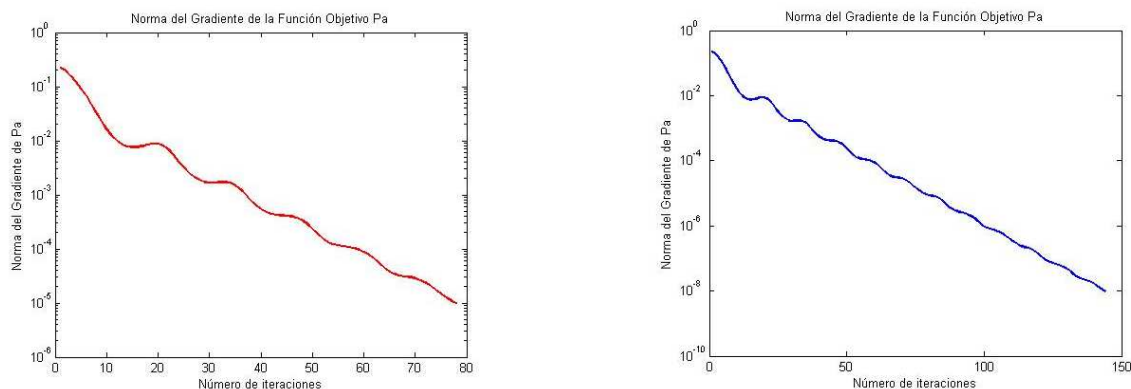 Norma del Gradiente de la Función Objetivo Pa
10^0
10^-1
10^-2
10^-3
10^-4
10^-5
10^-6
Norma del Gradiente de Pa
0 10 20 30 40 50 60 70 80
Número de iteraciones
Norma del Gradiente de la Función Objetivo Pa
10^0
10^-2
10^-4
10^-6
10^-8
10^-10
Norma del Gradiente de Pa
0 50 100 150
Número de iteraciones